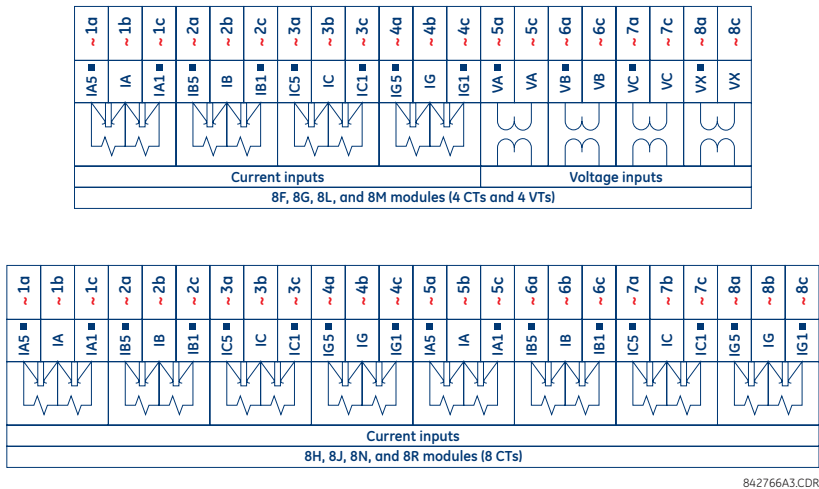 ~ 1a ~ 1b ~ 1c ~ 2a ~ 2b ~ 2c ~ 3a ~ 3b ~ 3c ~ 4a ~ 4b ~ 4c ~ 5a ~ 5c ~ 6a ~ 6c ~ 7a ~ 7c ~ 8a ~ 8c
IA5 IA IA1 IB5 IB IB1 IC5 IC IC1 IG5 IG IG1 VA VA VB VB VC VC VX VX
Current inputs Voltage inputs
8F, 8G, 8L, and 8M modules (4 CTs and 4 VTs)
~ 1a ~ 1b ~ 1c ~ 2a ~ 2b ~ 2c ~ 3a ~ 3b ~ 3c ~ 4a ~ 4b ~ 4c ~ 5a ~ 5b ~ 5c ~ 6a ~ 6b ~ 6c ~ 7a ~ 7b ~ 7c ~ 8a ~ 8b ~ 8c
IA5 IA IA1 IB5 IB IB1 IC5 IC IC1 IG5 IG IG1 IA5 IA IA1 IB5 IB IB1 IC5 IC IC1 IG5 IG IG1
Current inputs
8H, 8J, 8N, and 8R modules (8 CTs)
842766A3.CDR